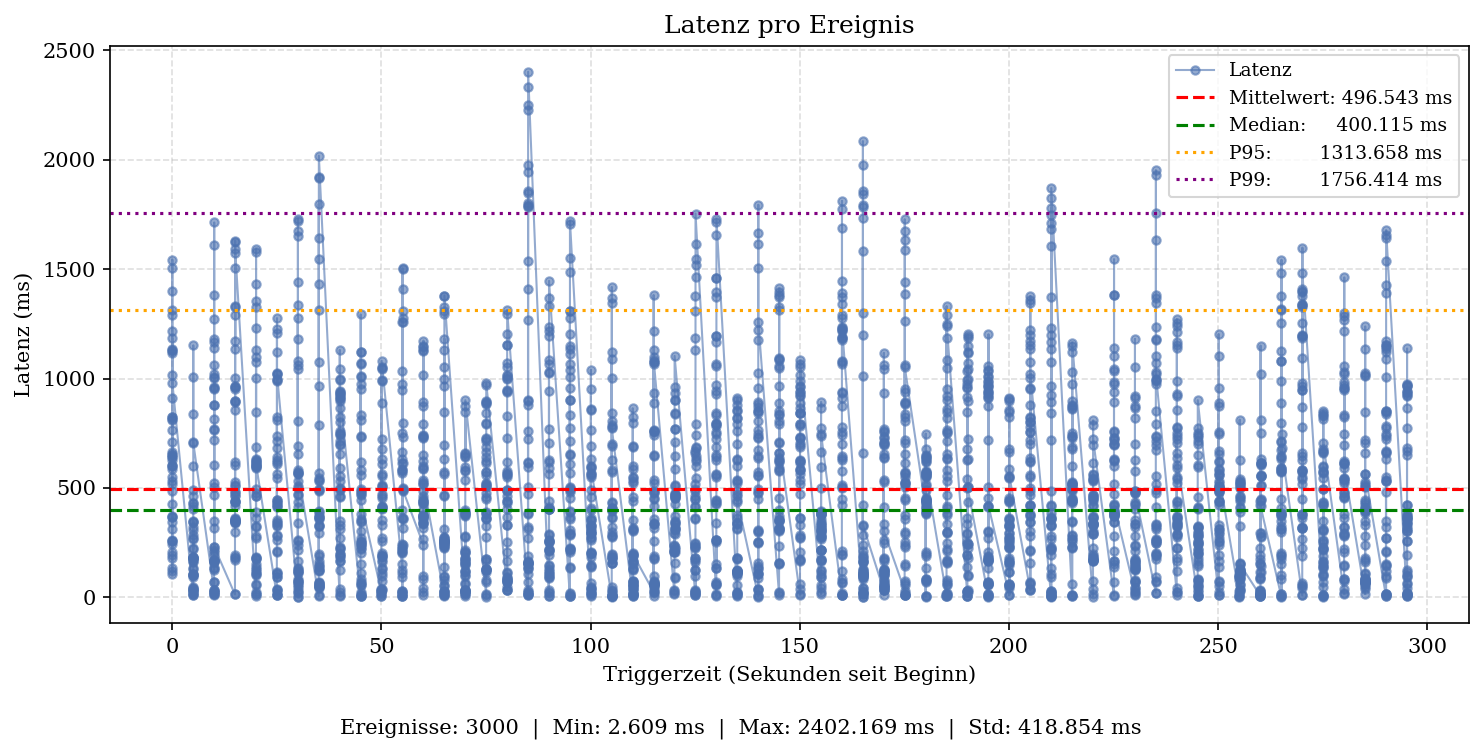 Latenz pro Ereignis
Latenz (ms)
2500
2000
1500
1000
500
0
Latenz
Mittelwert: 496.543 ms
Median: 400.115 ms
P95: 1313.658 ms
P99: 1756.414 ms
0 50 100 150 200 250 300
Triggerzeit (Sekunden seit Beginn)
Ereignisse: 3000 | Min: 2.609 ms | Max: 2402.169 ms | Std: 418.854 ms